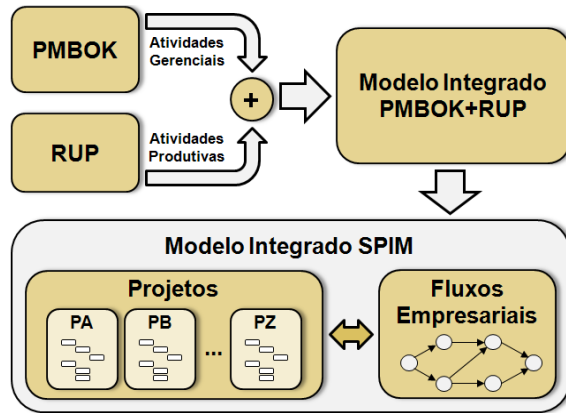 PMBOK
Atividades
Gerenciais
+
RUP
Atividades
Produtivas
Modelo Integrado
PMBOK+RUP
Modelo Integrado SPIM
Projetos
PA
PB
...
PZ
Fluxos
Empresariais